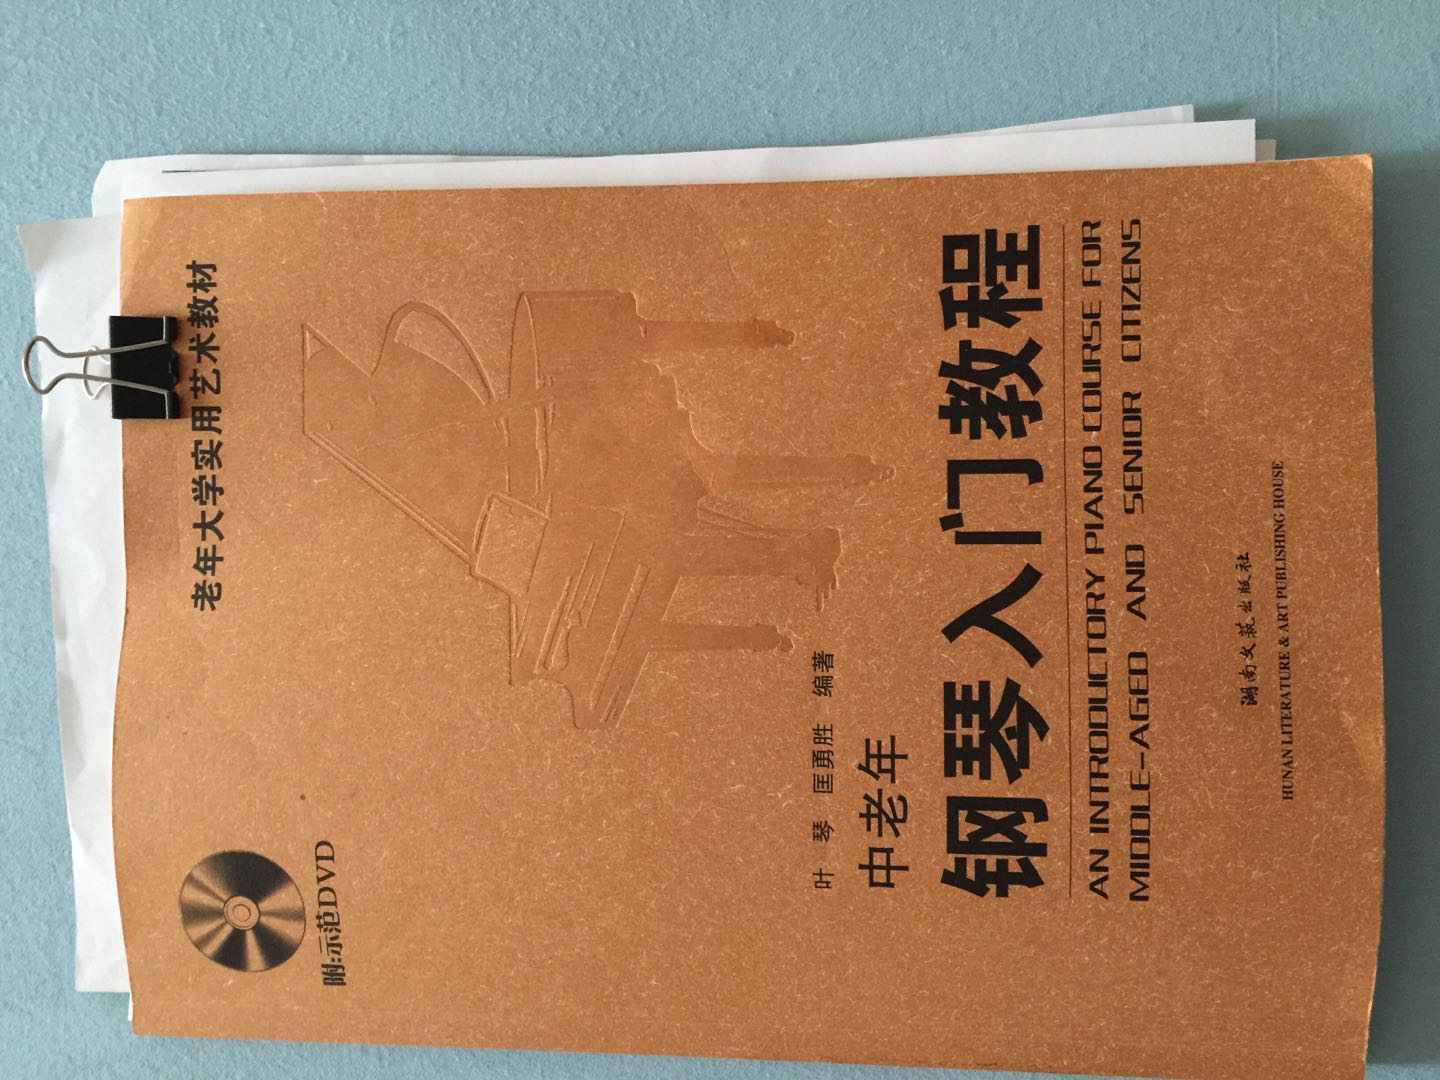 老年大学实用艺术教材
附:示范DVD
叶 琴 匡勇胜 编著
中老年
钢琴入门教程
AN INTRODUCTORY PIANO COURSE FOR
MIDDLE-AGED AND SENIOR CITIZENS
湖南文艺出版社
HUNAN LITERATURE & ART PUBLISHING HOUSE